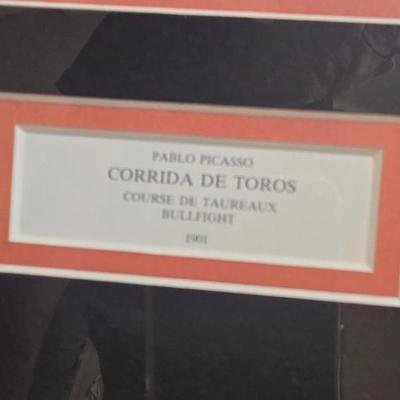 PABLO PICASSO
CORRIDA DE TOROS
COURSE DE TAUREAUX
BULLFIGHT
1901